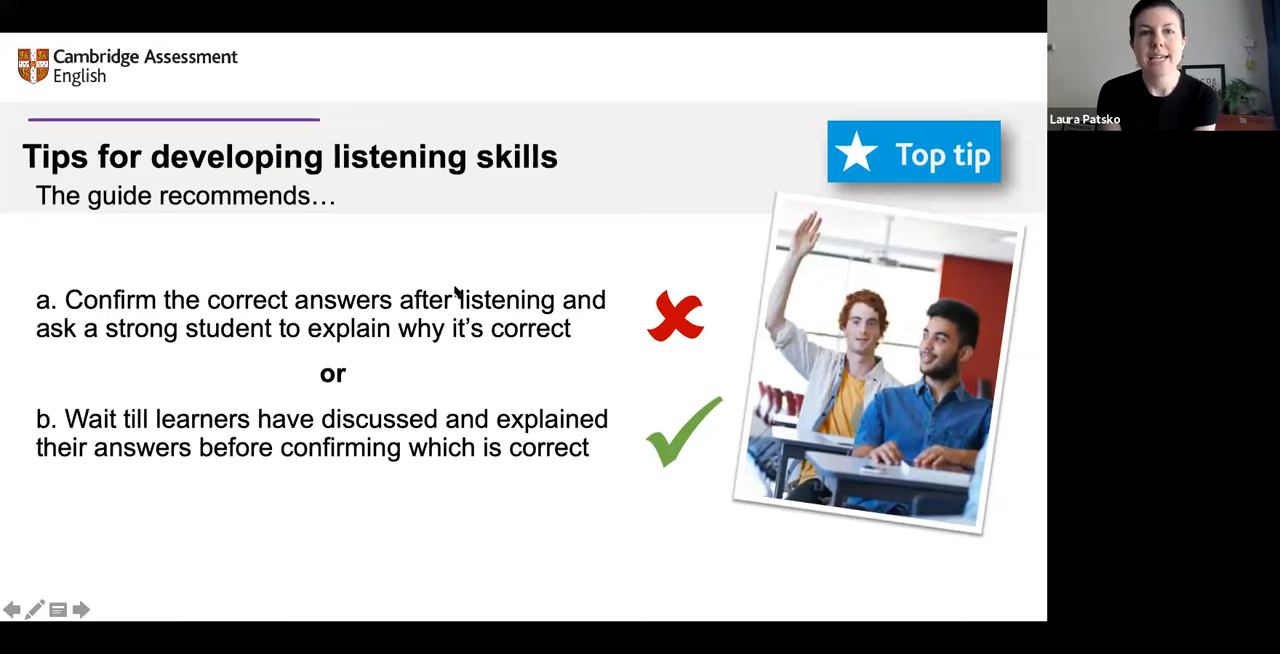 Cambridge Assessment
English
Tips for developing listening skills
The guide recommends…
Top tip
a. Confirm the correct answers after listening and
ask a strong student to explain why it's correct
or
b. Wait till learners have discussed and explained
their answers before confirming which is correct
Laura Patsko